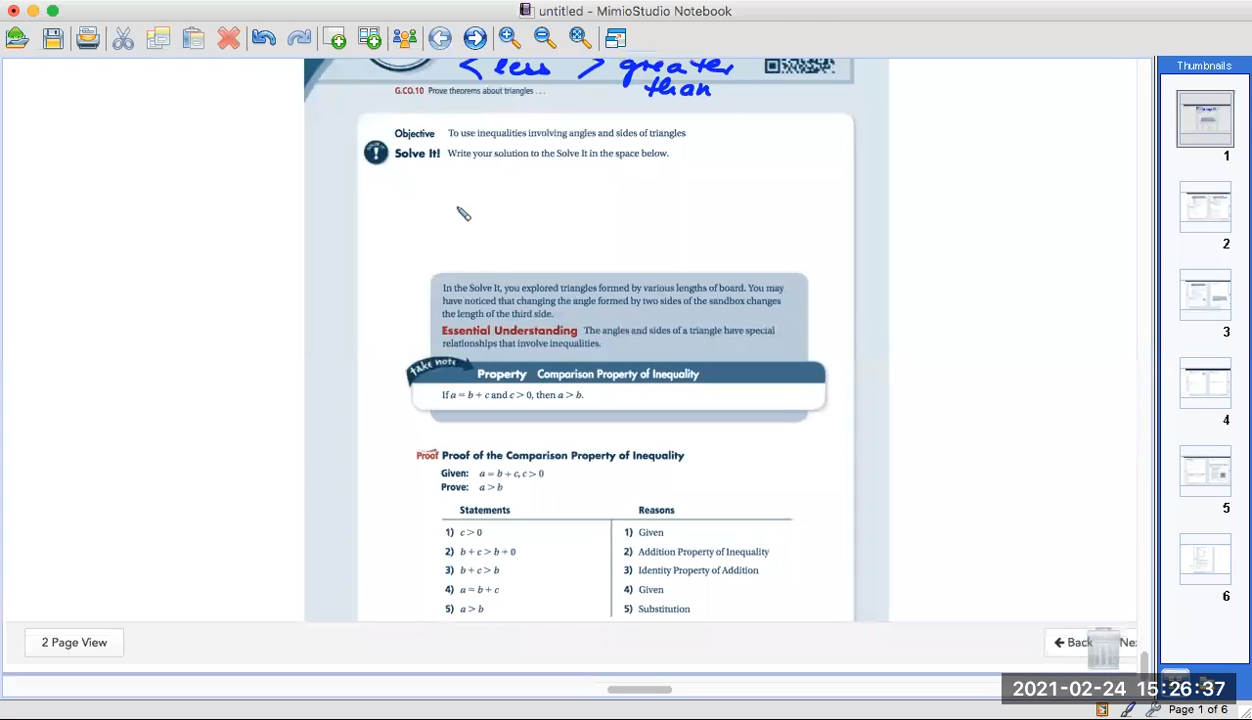 untitled - MimioStudio Notebook
Thumbnails
< less > greater
than
G.CO.10 Prove theorems about triangles . . .
Objective To use inequalities involving angles and sides of triangles
Solve It! Write your solution to the Solve It in the space below.
In the Solve It, you explored triangles formed by various lengths of board. You may
have noticed that changing the angle formed by two sides of the sandbox changes
the length of the third side.
Essential Understanding The angles and sides of a triangle have special
relationships that involve inequalities.
take note
Property Comparison Property of Inequality
If a = b + c and c > 0, then a > b.
Proof Proof of the Comparison Property of Inequality
Given: a = b + c, c > 0
Prove: a > b
Statements Reasons
1) c > 0 1) Given
2) b + c > b + 0 2) Addition Property of Inequality
3) b + c > b 3) Identity Property of Addition
4) a = b + c 4) Given
5) a > b 5) Substitution
1
2
3
4
5
6
2 Page View
Back Ne
2021-02-24 15:26:37
Page 1 of 6